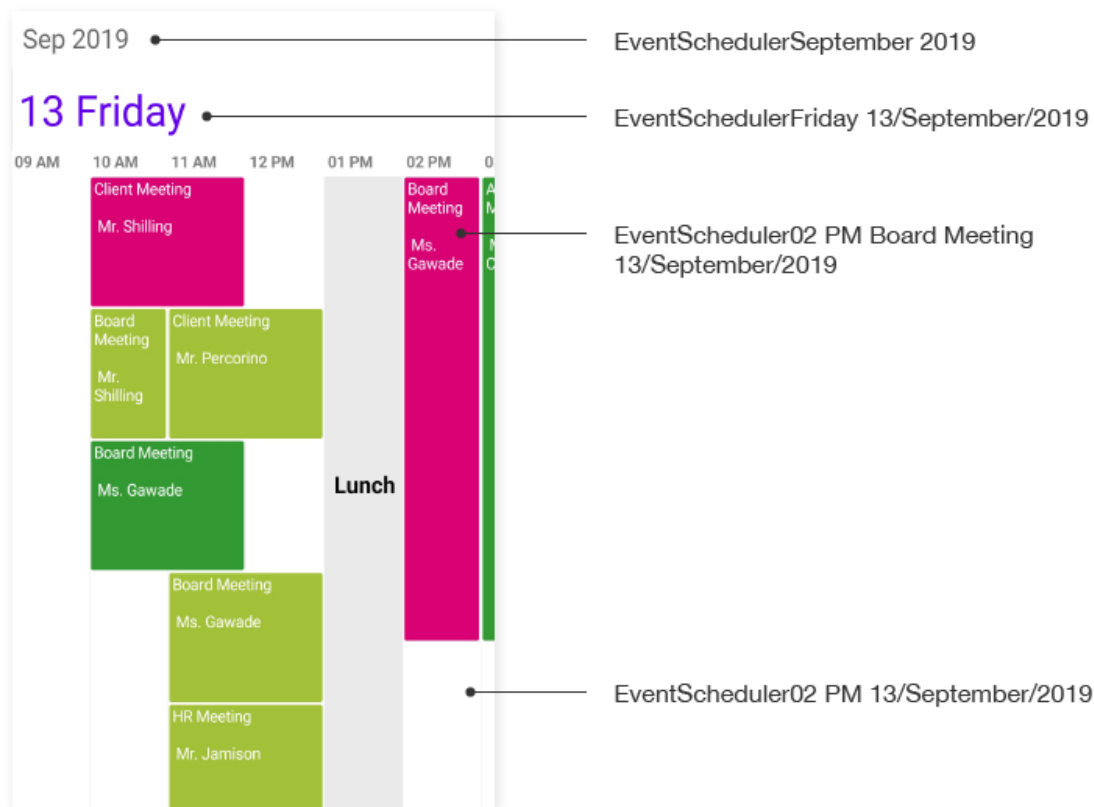 Sep 2019
EventSchedulerSeptember 2019
13 Friday
EventSchedulerFriday 13/September/2019
09 AM 10 AM 11 AM 12 PM 01 PM 02 PM
Client Meeting
Mr. Shilling
Board
Meeting
Ms.
Gawade
EventScheduler02 PM Board Meeting
13/September/2019
Board
Meeting
Mr.
Shilling
Client Meeting
Mr. Percorino
Board Meeting
Ms. Gawade
Lunch
Board Meeting
Ms. Gawade
EventScheduler02 PM 13/September/2019
HR Meeting
Mr. Jamison